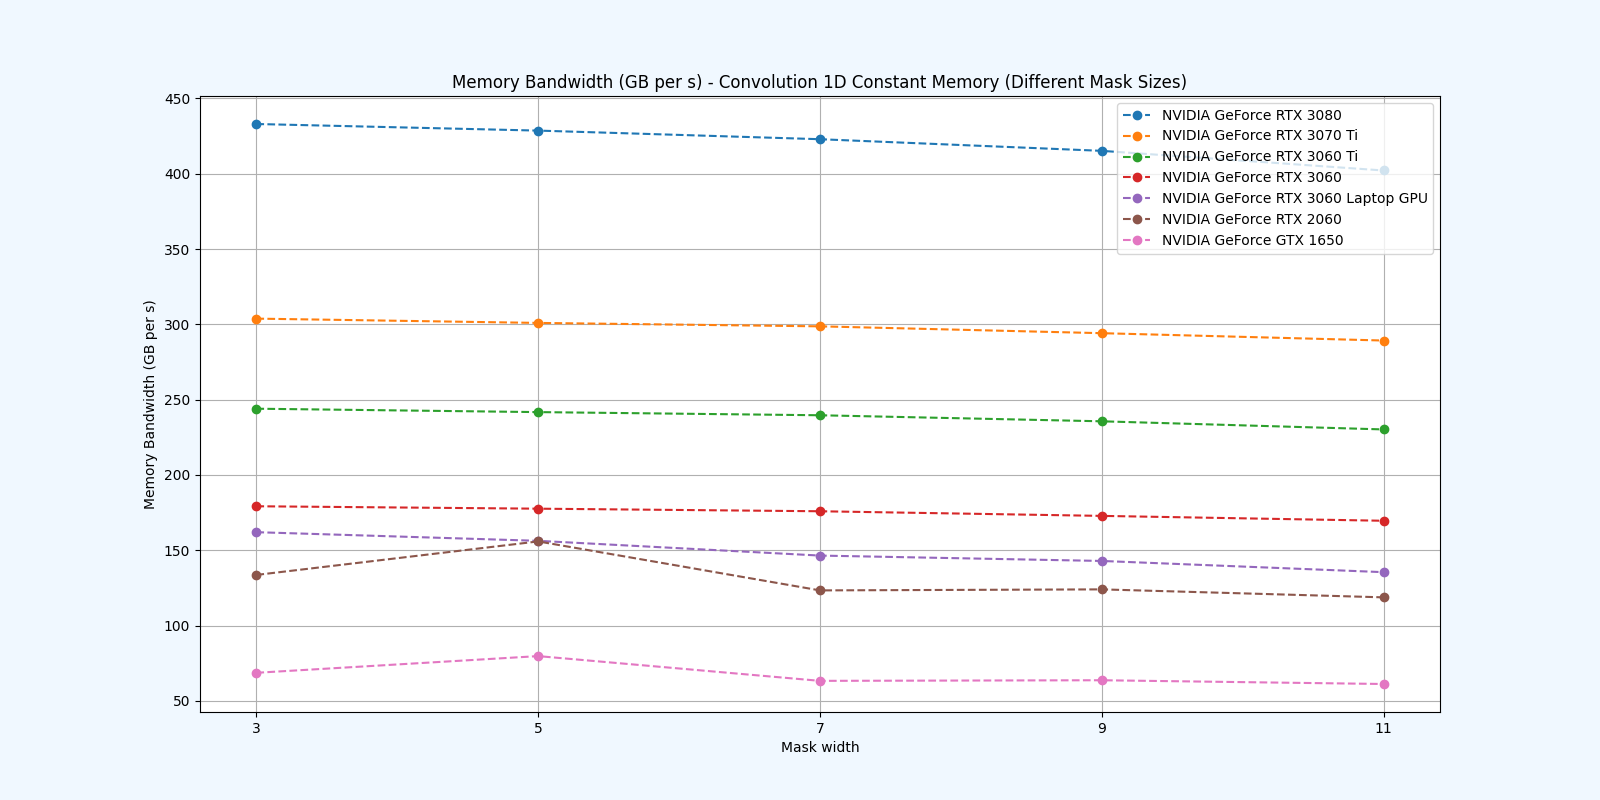 Memory Bandwidth (GB per s) - Convolution 1D Constant Memory (Different Mask Sizes)
450
400
350
300
250
200
150
100
50
Memory Bandwidth (GB per s)
NVIDIA GeForce RTX 3080
NVIDIA GeForce RTX 3070 Ti
NVIDIA GeForce RTX 3060 Ti
NVIDIA GeForce RTX 3060
NVIDIA GeForce RTX 3060 Laptop GPU
NVIDIA GeForce RTX 2060
NVIDIA GeForce GTX 1650
3 5 7 9 11
Mask width